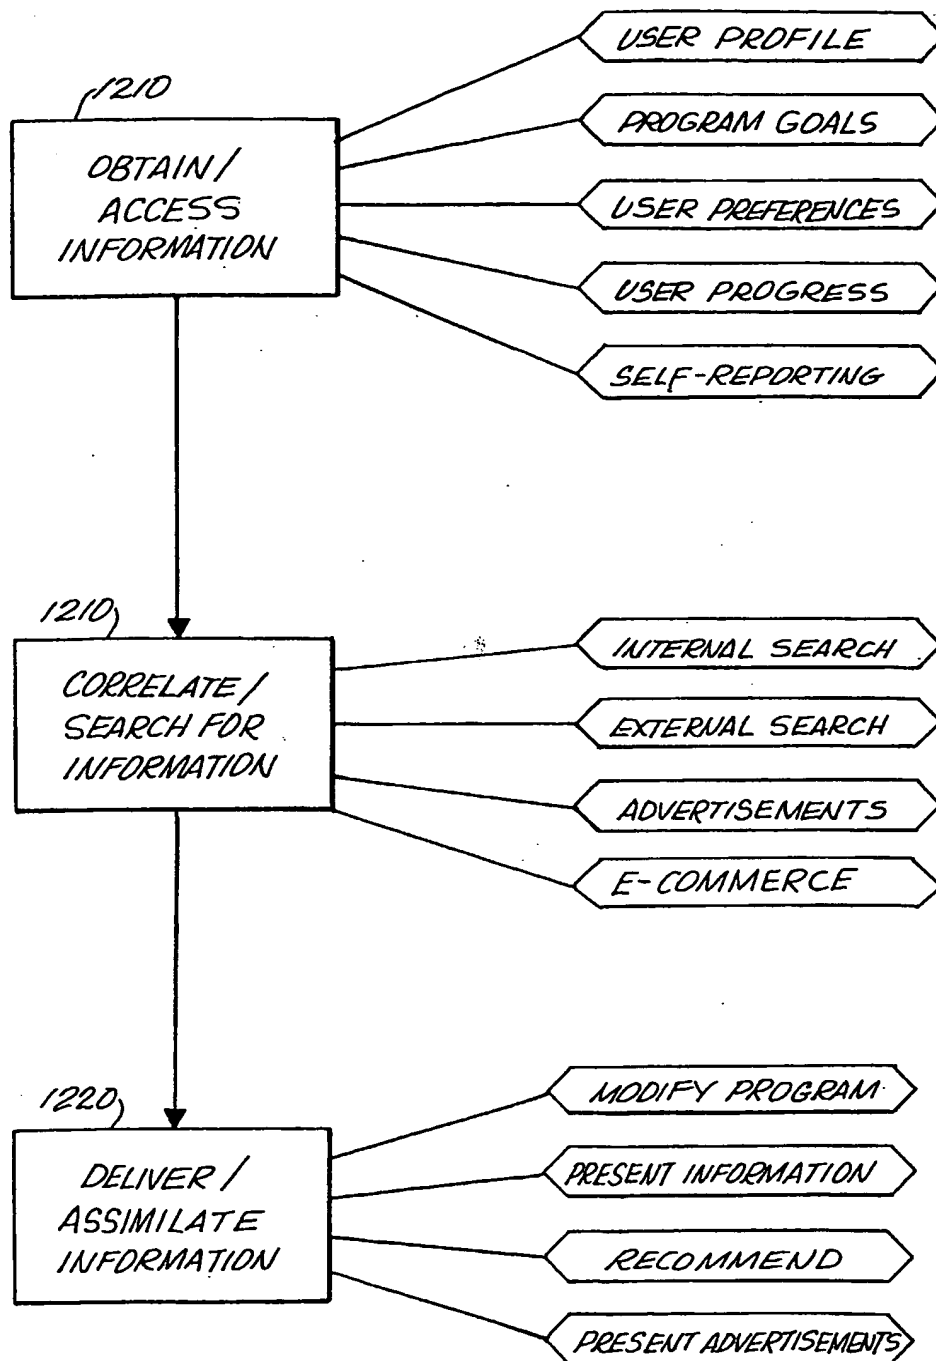 1210
OBTAIN /
ACCESS
INFORMATION
USER PROFILE
PROGRAM GOALS
USER PREFERENCES
USER PROGRESS
SELF-REPORTING
1210
CORRELATE /
SEARCH FOR
INFORMATION
INTERNAL SEARCH
EXTERNAL SEARCH
ADVERTISEMENTS
E-COMMERCE
1220
DELIVER /
ASSIMILATE
INFORMATION
MODIFY PROGRAM
PRESENT INFORMATION
RECOMMEND
PRESENT ADVERTISEMENTS